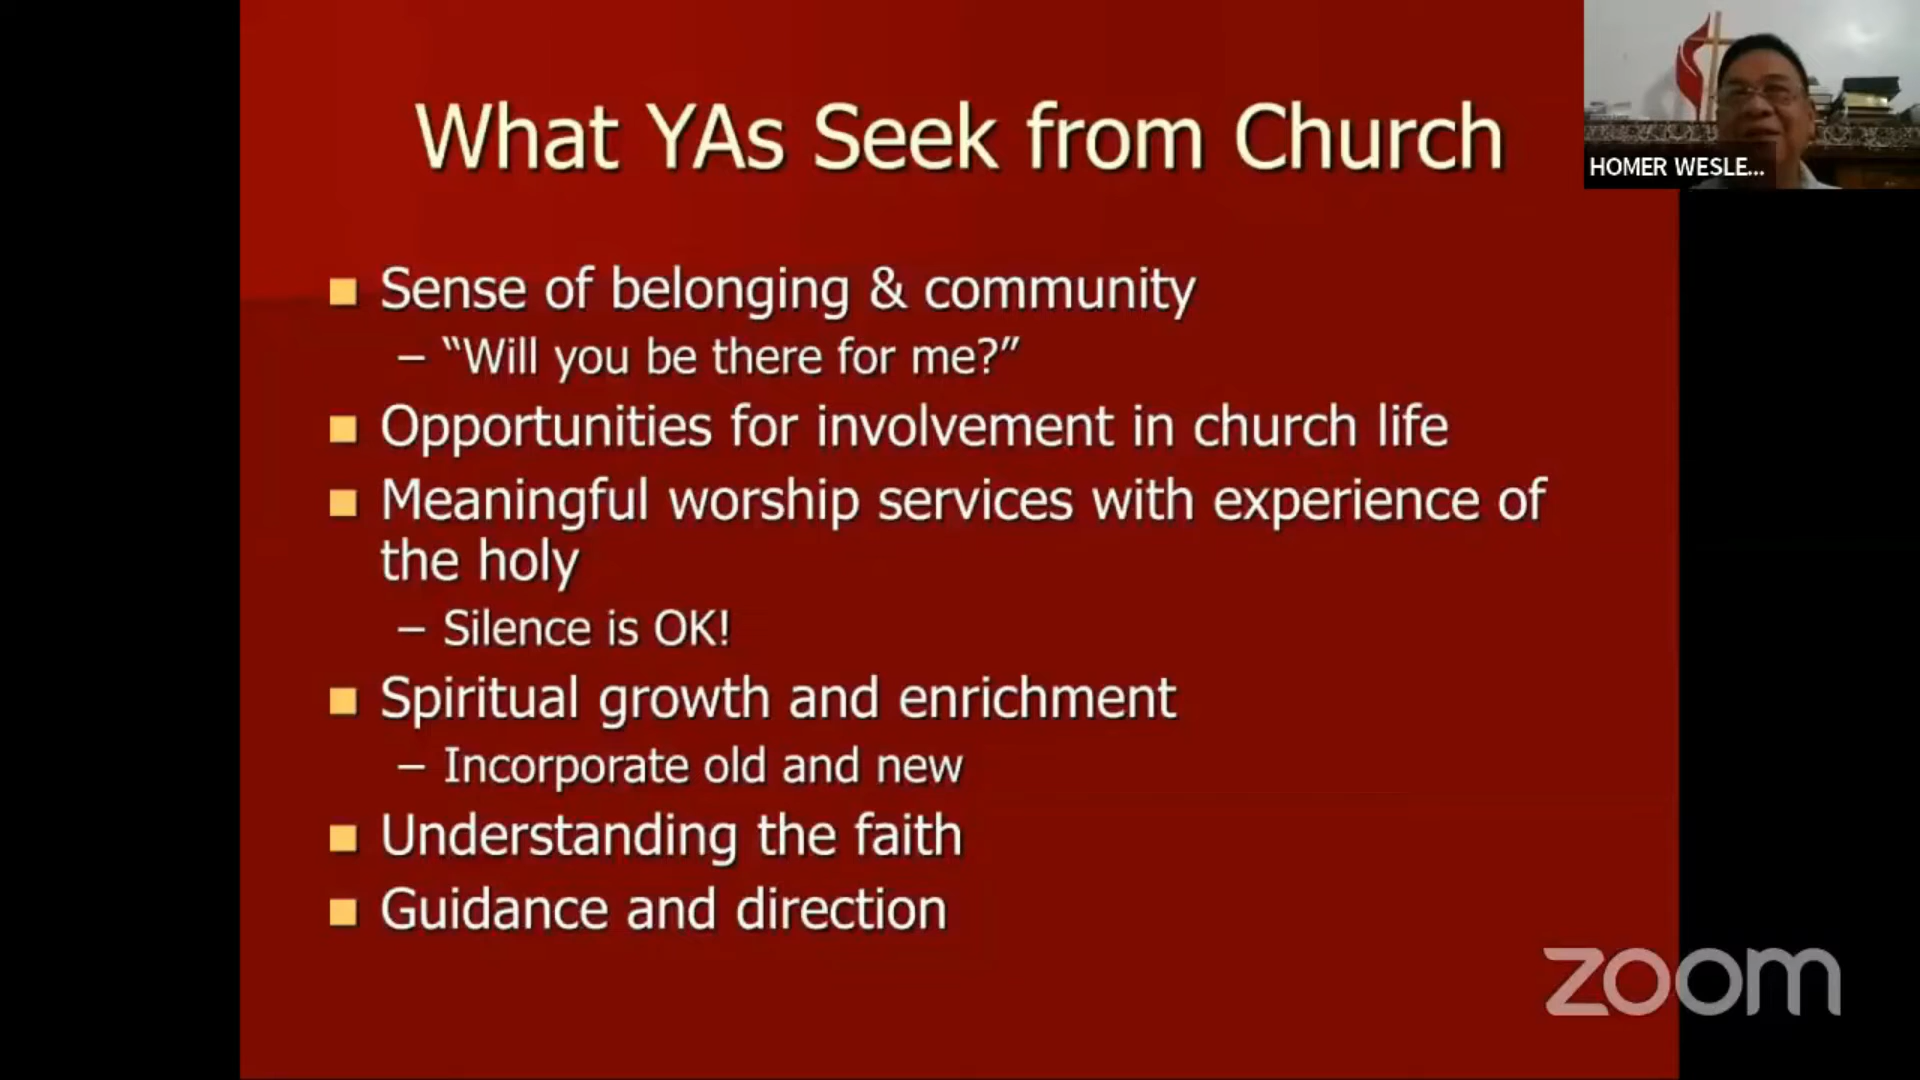 What YAs Seek from Church
HOMER WESLE...
■ Sense of belonging & community
– “Will you be there for me?”
■ Opportunities for involvement in church life
■ Meaningful worship services with experience of
the holy
– Silence is OK!
■ Spiritual growth and enrichment
– Incorporate old and new
■ Understanding the faith
■ Guidance and direction
zoom